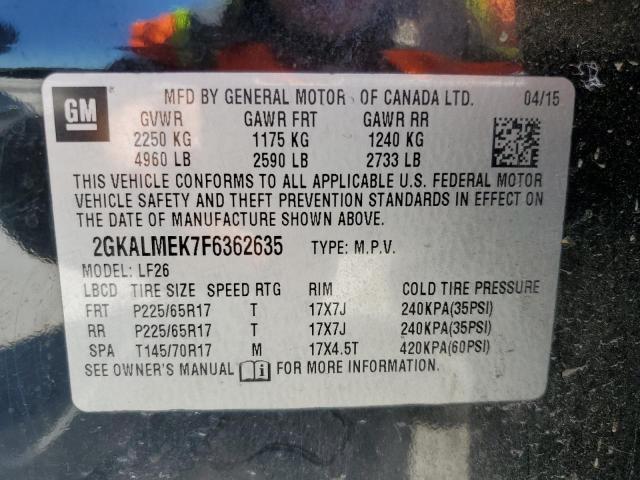 GM
MFD BY GENERAL MOTOR OF CANADA LTD. 04/15
GVWR GAWR FRT GAWR RR
2250 KG 1175 KG 1240 KG
4960 LB 2590 LB 2733 LB
THIS VEHICLE CONFORMS TO ALL APPLICABLE U.S. FEDERAL MOTOR
VEHICLE SAFETY AND THEFT PREVENTION STANDARDS IN EFFECT ON
THE DATE OF MANUFACTURE SHOWN ABOVE.
2GKALMEK7F6362635 TYPE: M.P.V.
MODEL: LF26
LBCD TIRE SIZE SPEED RTG RIM COLD TIRE PRESSURE
FRT P225/65R17 T 17X7J 240KPA(35PSI)
RR P225/65R17 T 17X7J 240KPA(35PSI)
SPA T145/70R17 M 17X4.5T 420KPA(60PSI)
SEE OWNER'S MANUAL i FOR MORE INFORMATION.